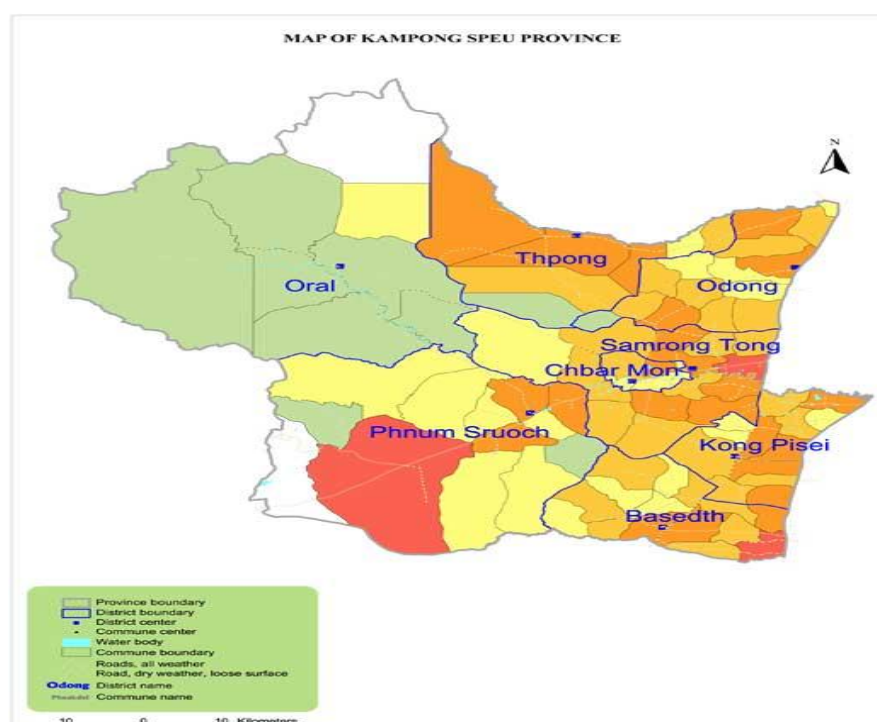 MAP OF KAMPONG SPEU PROVINCE
Z
Thpong
Oral
Odong
Samrong Tong
Chbar Mon
Phnum Sruoch
Kong Pisei
Basedth
Province boundary
District boundary
District center
Commune center
Water body
Commune boundary
Roads, all weather
Road, dry weather, loose surface
Odong District name
Commune name
10 0 10 Kilometers